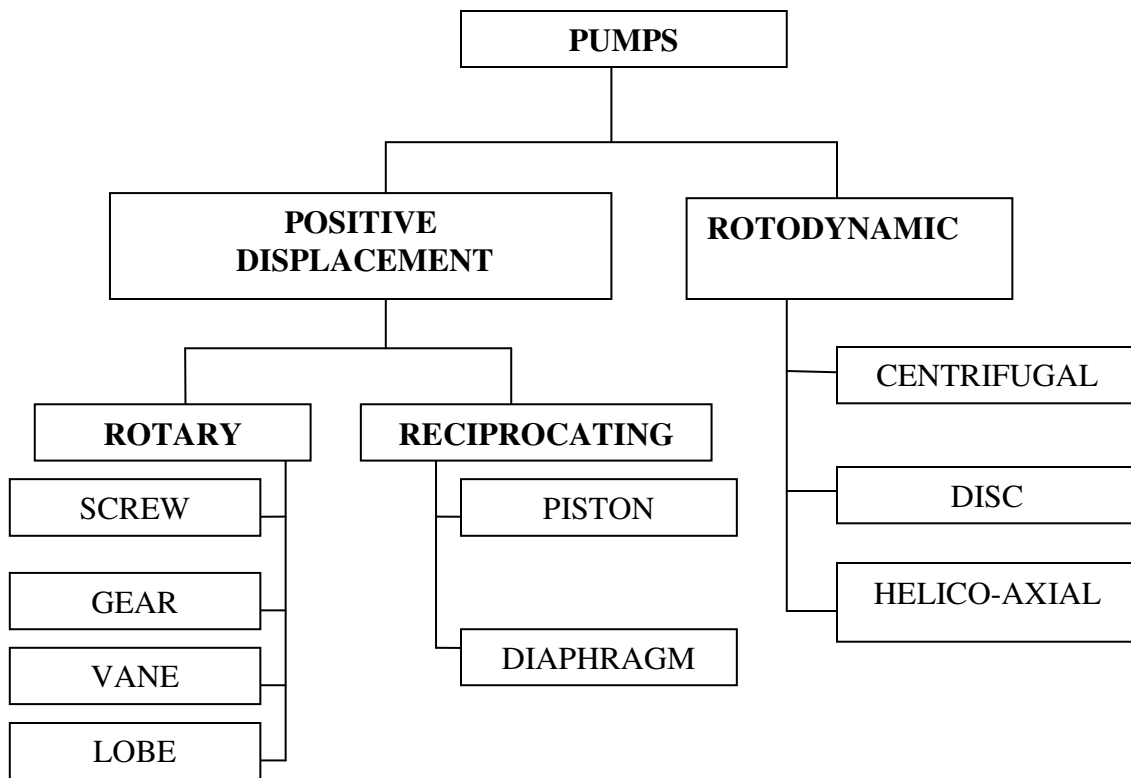 PUMPS
POSITIVE
DISPLACEMENT
ROTODYNAMIC
ROTARY
SCREW
GEAR
VANE
LOBE
RECIPROCATING
PISTON
DIAPHRAGM
CENTRIFUGAL
DISC
HELICO-AXIAL